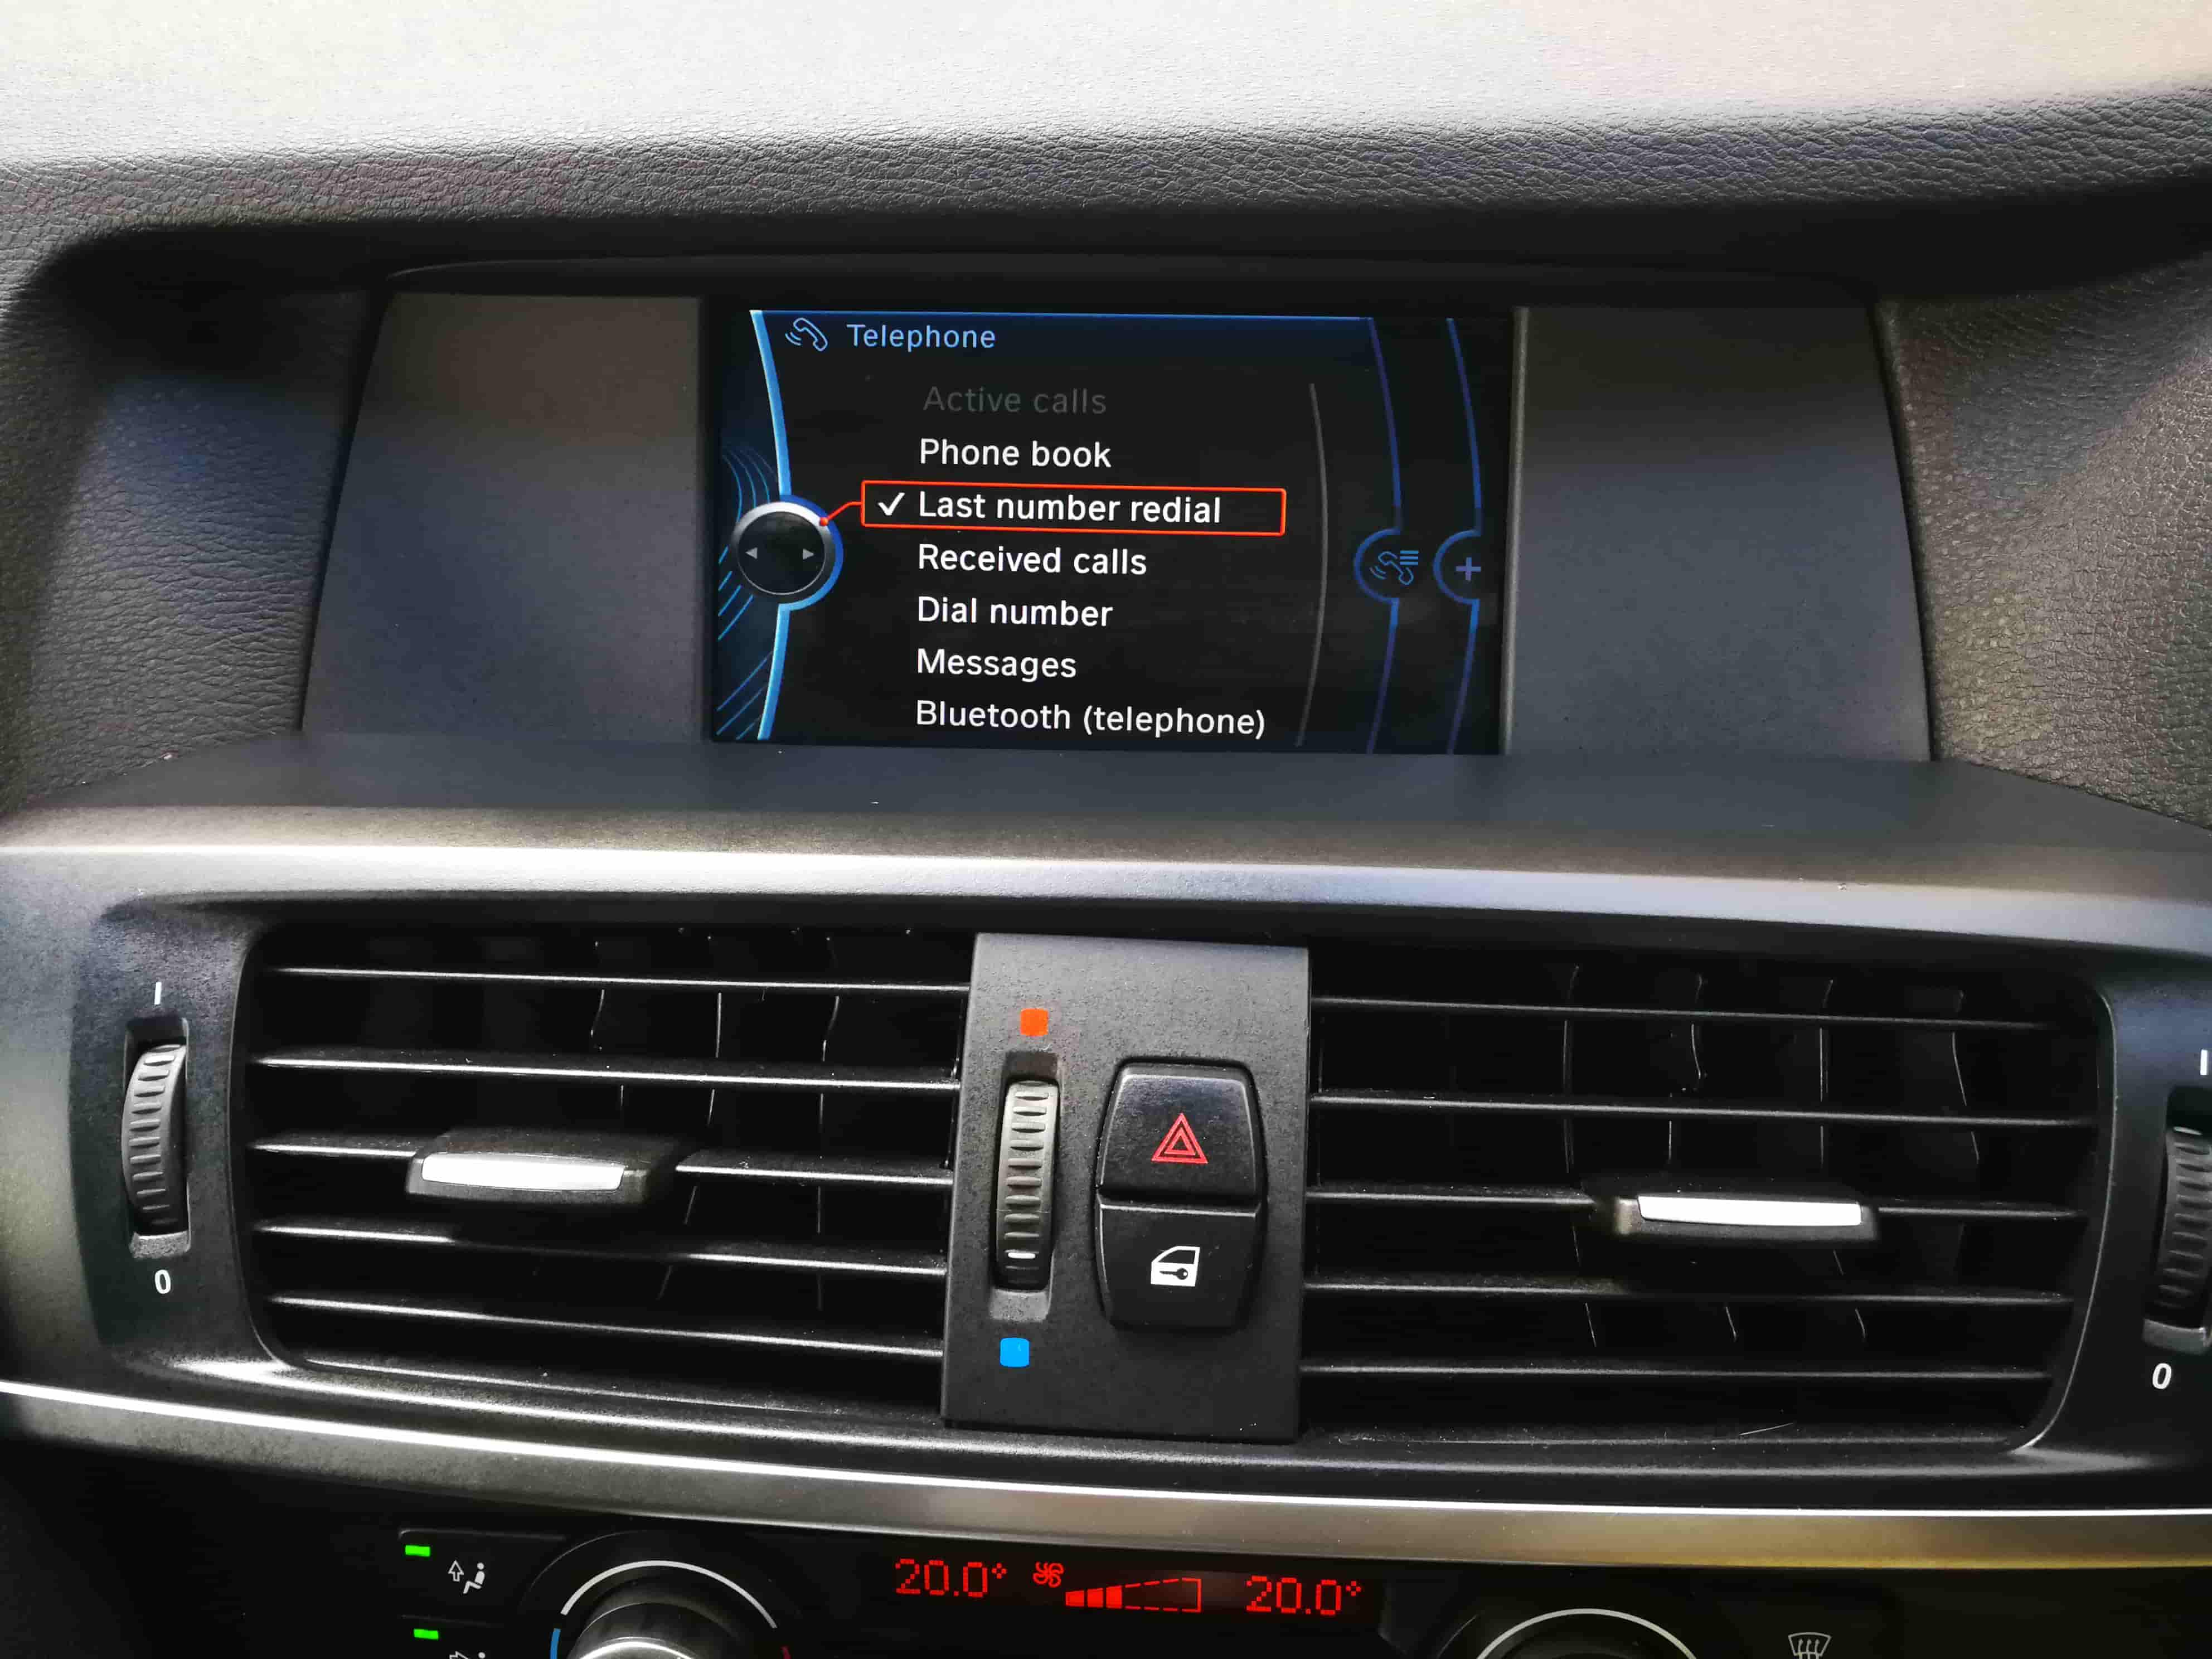 Telephone
Active calls
Phone book
Last number redial
Received calls
Dial number
Messages
Bluetooth (telephone)
I
I
0
0
20.0° 20.0°